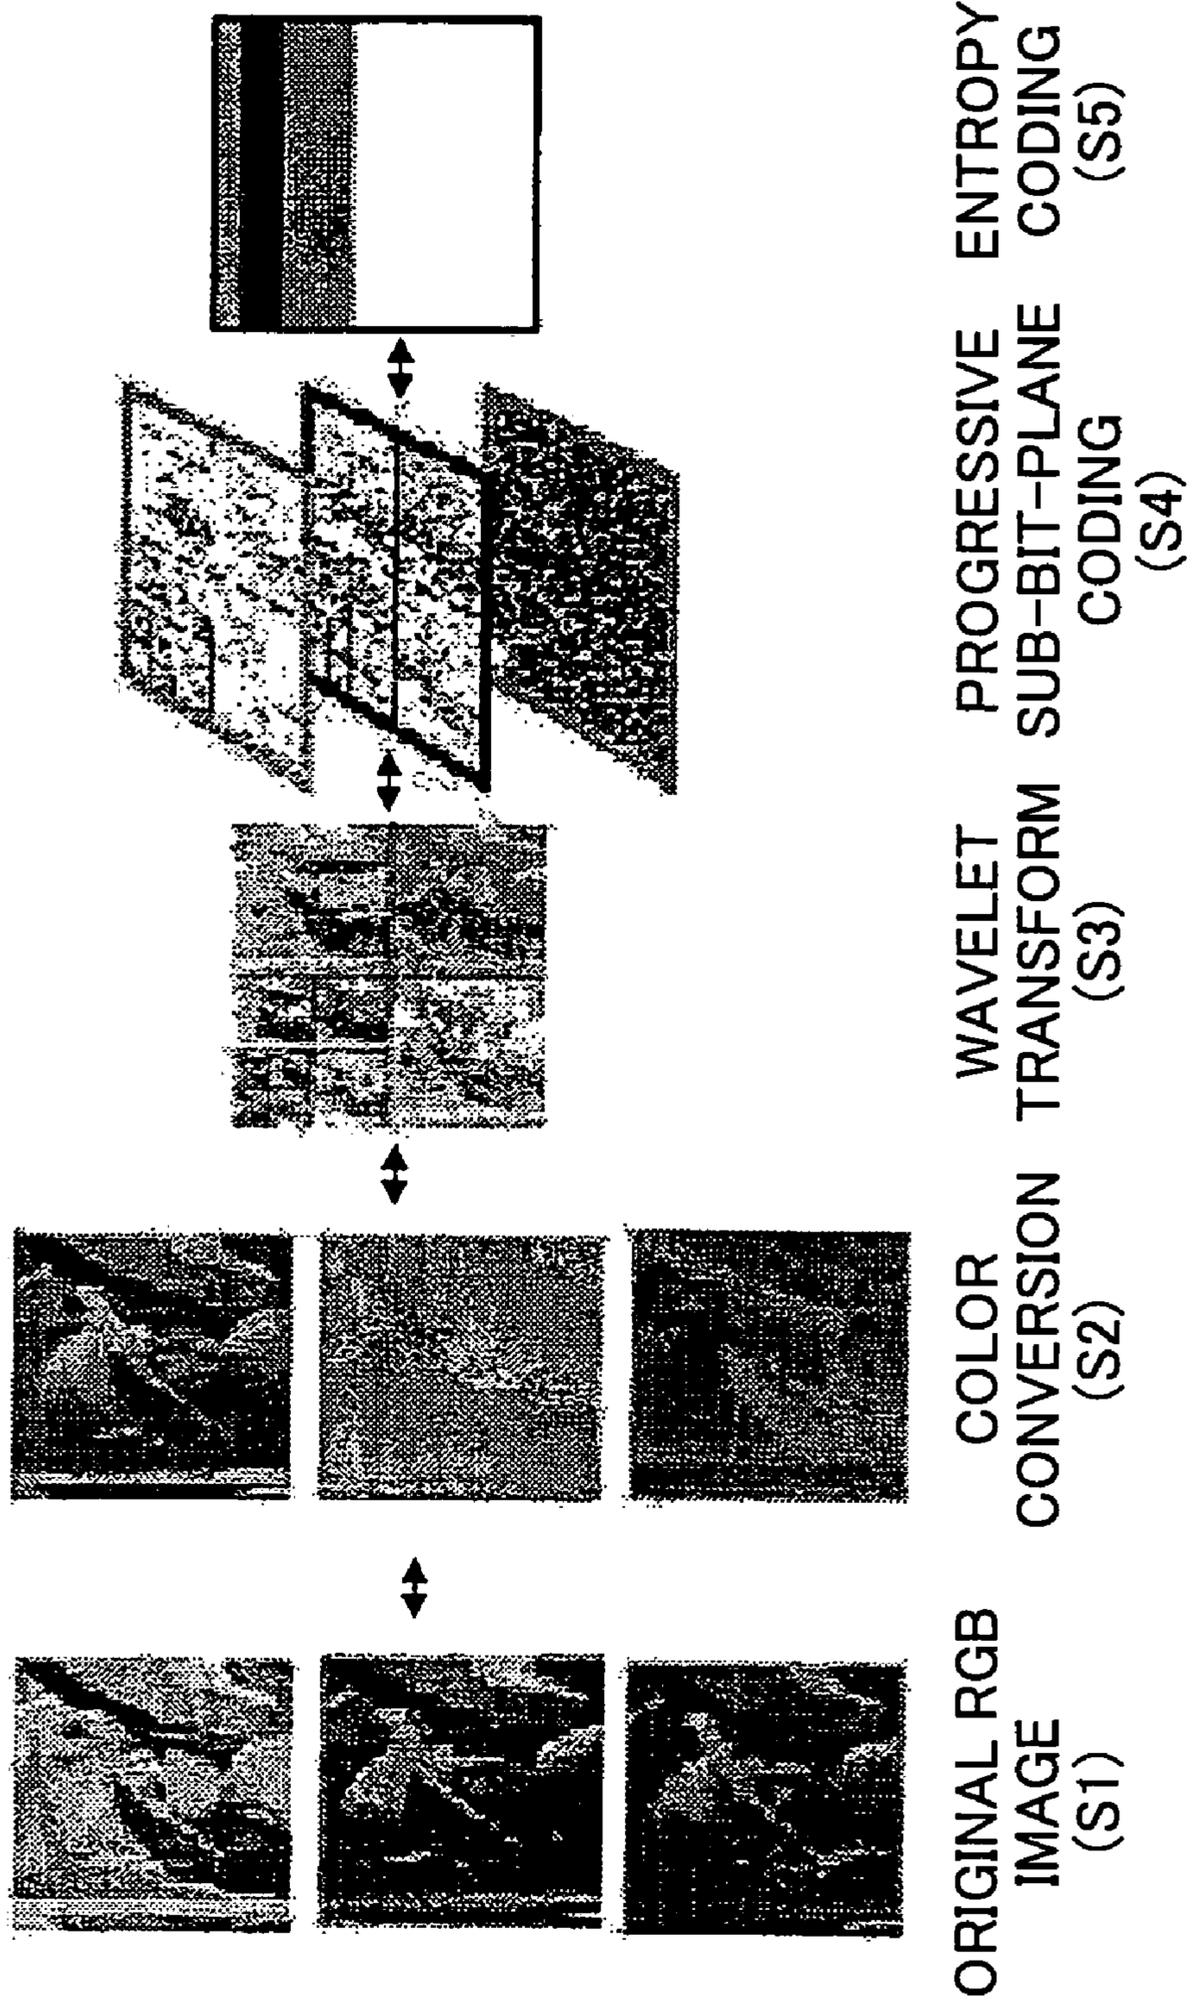 ORIGINAL RGB
IMAGE
(S1)
COLOR
CONVERSION
(S2)
WAVELET
TRANSFORM
(S3)
PROGRESSIVE
SUB-BIT-PLANE
CODING
(S4)
ENTROPY
CODING
(S5)